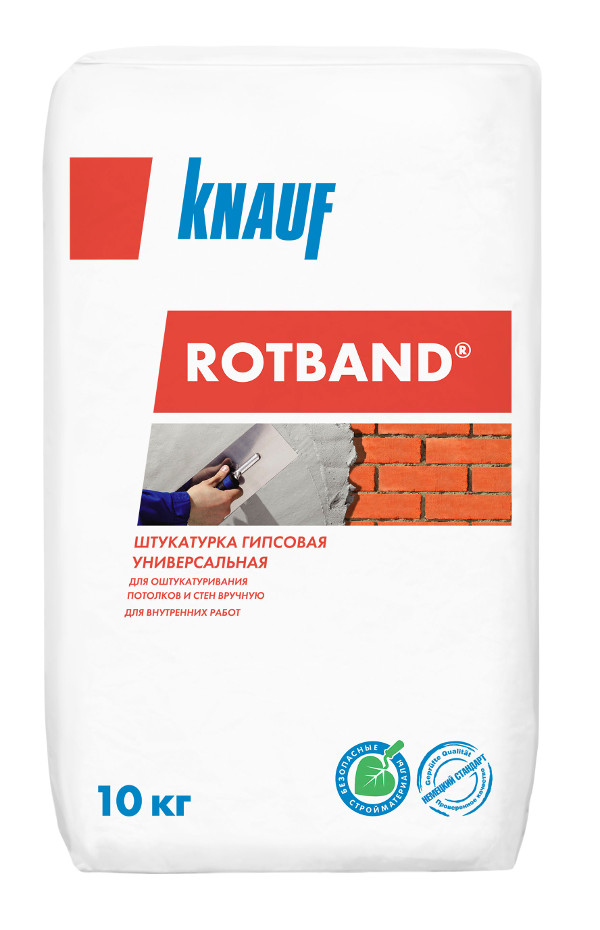 KNAUF
ROTBAND®
ШТУКАТУРКА ГИПСОВАЯ
УНИВЕРСАЛЬНАЯ
ДЛЯ ОШТУКАТУРИВАНИЯ
ПОТОЛКОВ И СТЕН ВРУЧНУЮ
ДЛЯ ВНУТРЕННИХ РАБОТ
10 кг
БЕЗОПАСНЫЕ
СТРОЙМАТЕРИАЛЫ
Geprüfte Qualität
НЕМЕЦКИЙ СТАНДАРТ
Проверенное качество